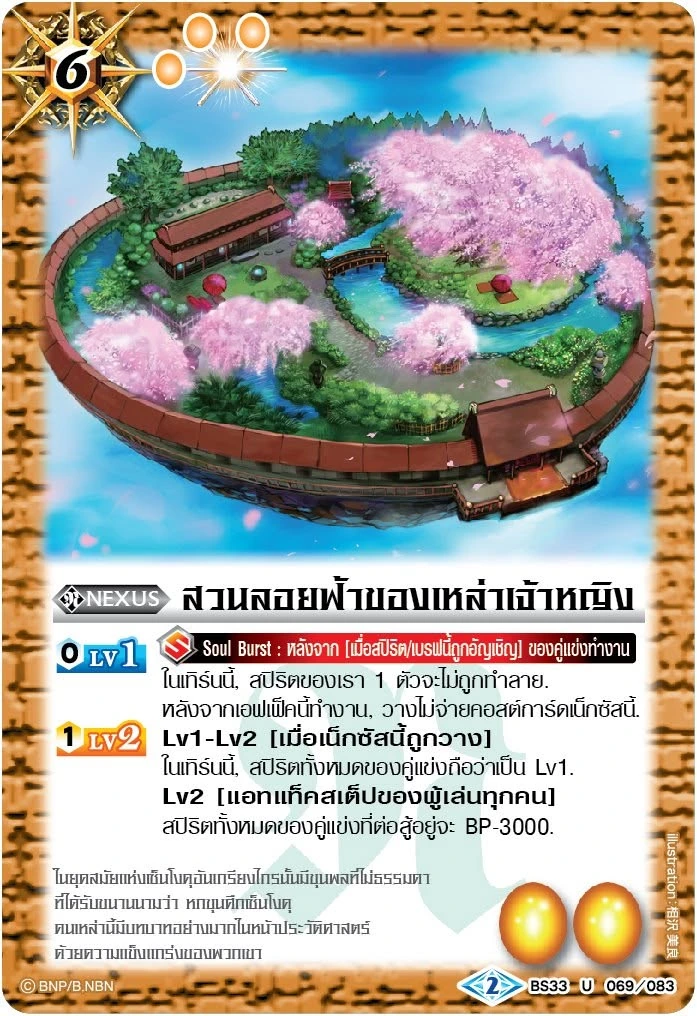 6
NEXUS สวนลอยฟ้าของเหล่าเจ้าหญิง
0 LV1
S Soul Burst : หลังจาก [เมื่อสปิริต/เบรฟนี้ถูกอัญเชิญ] ของคู่แข่งทำงาน
ในเทิร์นนี้, สปิริตของเรา 1 ตัวจะไม่ถูกทำลาย.
หลังจากเอฟเฟ็คนี้ทำงาน, วางไม่จ่ายคอสต์การ์ดเน็กซัสนี้.
1 LV2
Lv1-Lv2 [เมื่อเน็กซัสนี้ถูกวาง]
ในเทิร์นนี้, สปิริตทั้งหมดของคู่แข่งถือว่าเป็น Lv1.
Lv2 [แอทแท็คสเต็ปของผู้เล่นทุกคน]
สปิริตทั้งหมดของคู่แข่งที่ต่อสู้อยู่จะ BP-3000.
ในยุคสมัยแห่งเซ็นโงคุอันเกรียงไกรนั้นมีขุนพลที่ไม่ธรรมดา
ที่ได้รับขนานนามว่า หกขุนศึกเซ็นโงคุ
คนเหล่านี้มีบทบาทอย่างมากในหน้าประวัติศาสตร์
ด้วยความแข็งแกร่งของพวกเขา
illustration : 相沢 美良
© BNP/B,NBN
2 BS33 U 069/083